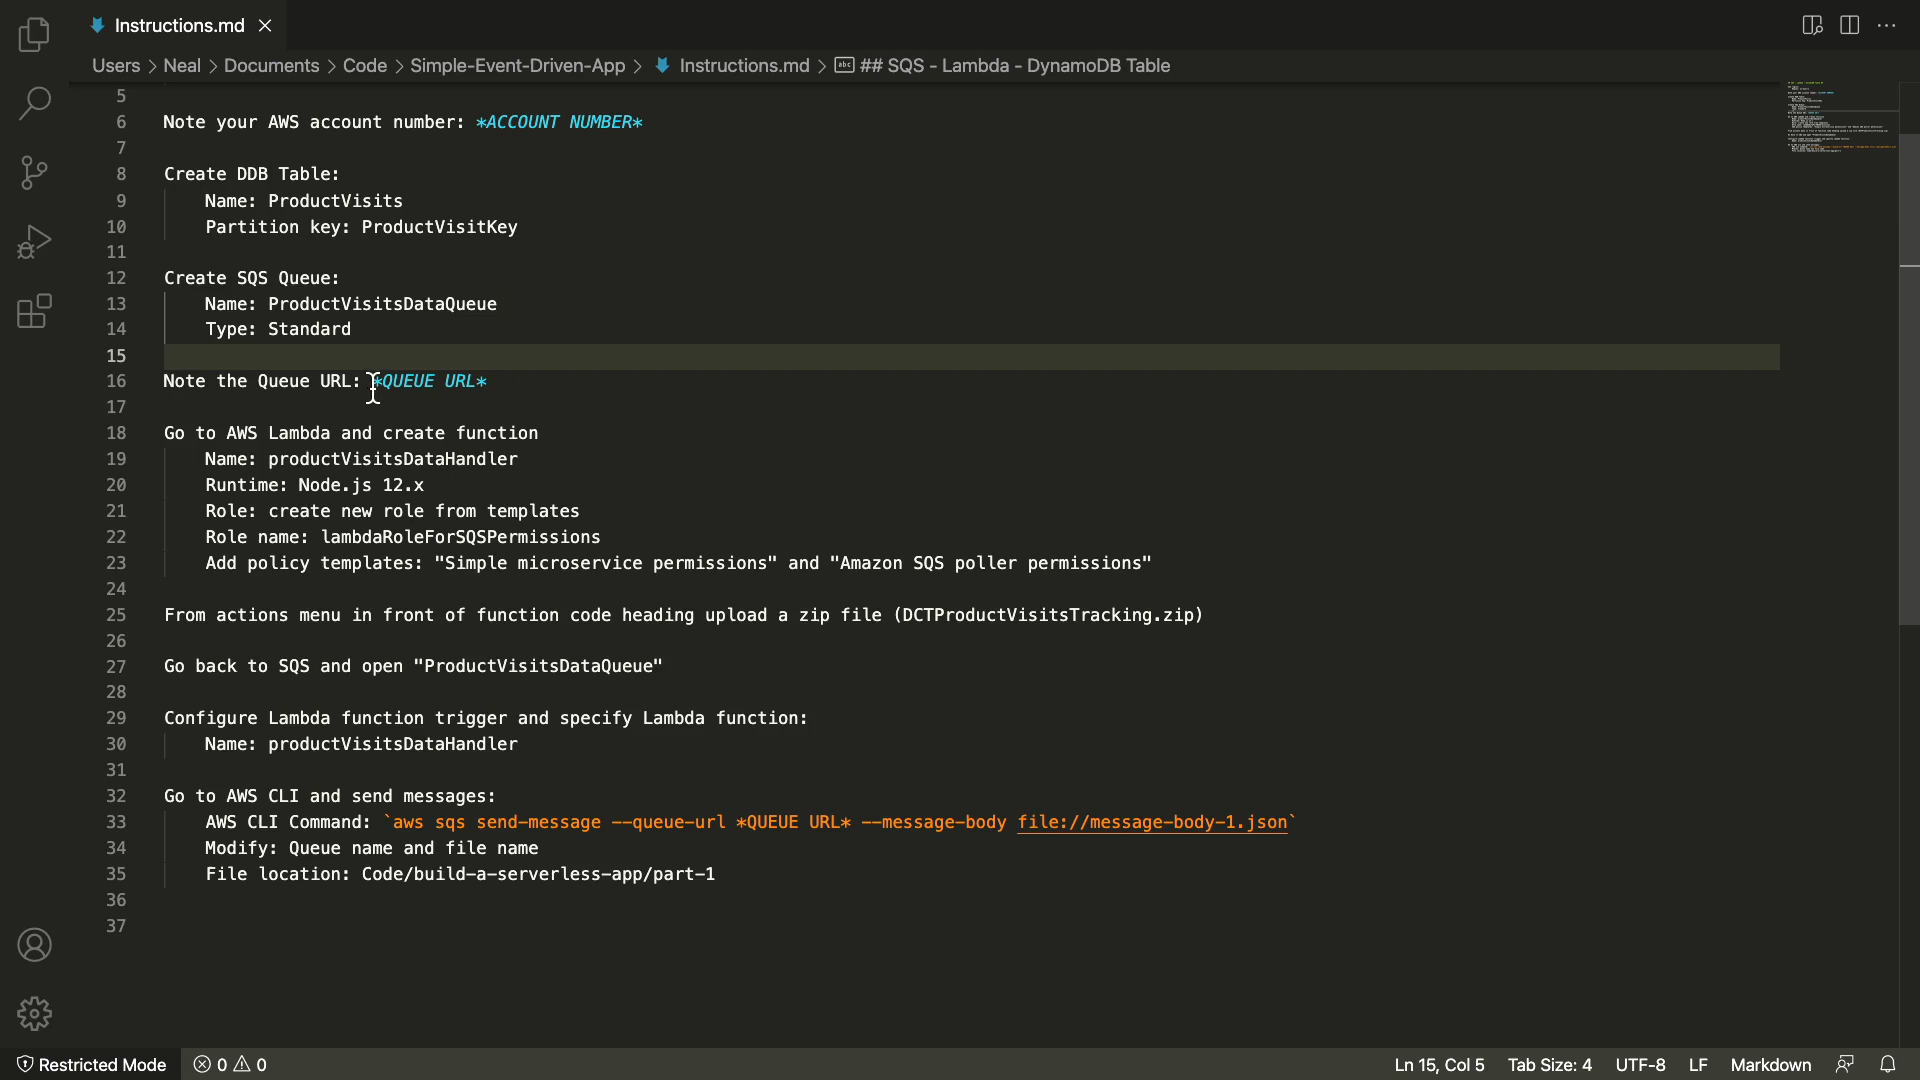 Instructions.md
Users > Neal > Documents > Code > Simple-Event-Driven-App > Instructions.md > abc ## SQS - Lambda - DynamoDB Table
5
6 Note your AWS account number: *ACCOUNT NUMBER*
7
8 Create DDB Table:
9 Name: ProductVisits
10 Partition key: ProductVisitKey
11
12 Create SQS Queue:
13 Name: ProductVisitsDataQueue
14 Type: Standard
15
16 Note the Queue URL: *QUEUE URL*
17
18 Go to AWS Lambda and create function
19 Name: productVisitsDataHandler
20 Runtime: Node.js 12.x
21 Role: create new role from templates
22 Role name: lambdaRoleForSQSPermissions
23 Add policy templates: "Simple microservice permissions" and "Amazon SQS poller permissions"
24
25 From actions menu in front of function code heading upload a zip file (DCTProductVisitsTracking.zip)
26
27 Go back to SQS and open "ProductVisitsDataQueue"
28
29 Configure Lambda function trigger and specify Lambda function:
30 Name: productVisitsDataHandler
31
32 Go to AWS CLI and send messages:
33 AWS CLI Command: `aws sqs send-message --queue-url *QUEUE URL* --message-body file://message-body-1.json`
34 Modify: Queue name and file name
35 File location: Code/build-a-serverless-app/part-1
36
37
Restricted Mode 0 0 Ln 15, Col 5 Tab Size: 4 UTF-8 LF Markdown